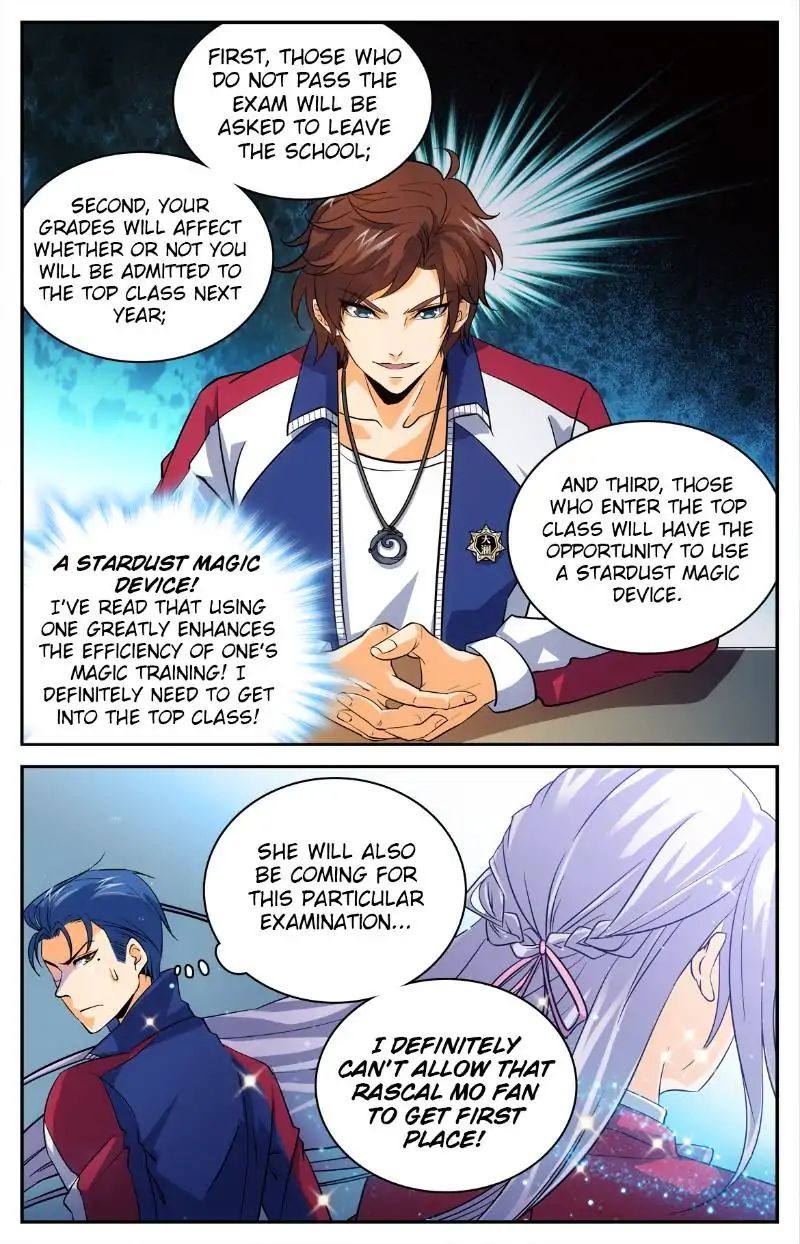 FIRST, THOSE WHO
DO NOT PASS THE
EXAM WILL BE
ASKED TO LEAVE
THE SCHOOL;
SECOND, YOUR
GRADES WILL AFFECT
WHETHER OR NOT YOU
WILL BE ADMITTED TO
THE TOP CLASS NEXT
YEAR;
AND THIRD, THOSE
WHO ENTER THE TOP
CLASS WILL HAVE THE
OPPORTUNITY TO USE
A STARDUST MAGIC
DEVICE.
A STARDUST MAGIC
DEVICE!
I'VE READ THAT USING
ONE GREATLY ENHANCES
THE EFFICIENCY OF ONE'S
MAGIC TRAINING! I
DEFINITELY NEED TO GET
INTO THE TOP CLASS!
SHE WILL ALSO
BE COMING FOR
THIS PARTICULAR
EXAMINATION...
I DEFINITELY
CAN'T ALLOW THAT
RASCAL MO FAN
TO GET FIRST
PLACE!